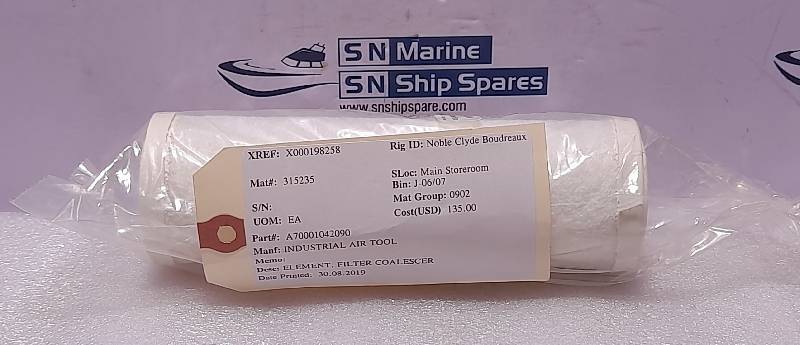 S N Marine
S N Ship Spares
www.snshipspare.com
XREF: X000198258 Rig ID: Noble Clyde Boudreaux
Mat#: 315235 SLoc: Main Storeroom
Bin: J-06/07
S/N: Mat Group: 0902
UOM: EA Cost(USD) 135.00
Part#: A70001042090
Manf: INDUSTRIAL AIR TOOL
Memo:
Desc: ELEMENT, FILTER COALESCER
Date Printed: 30.08.2019